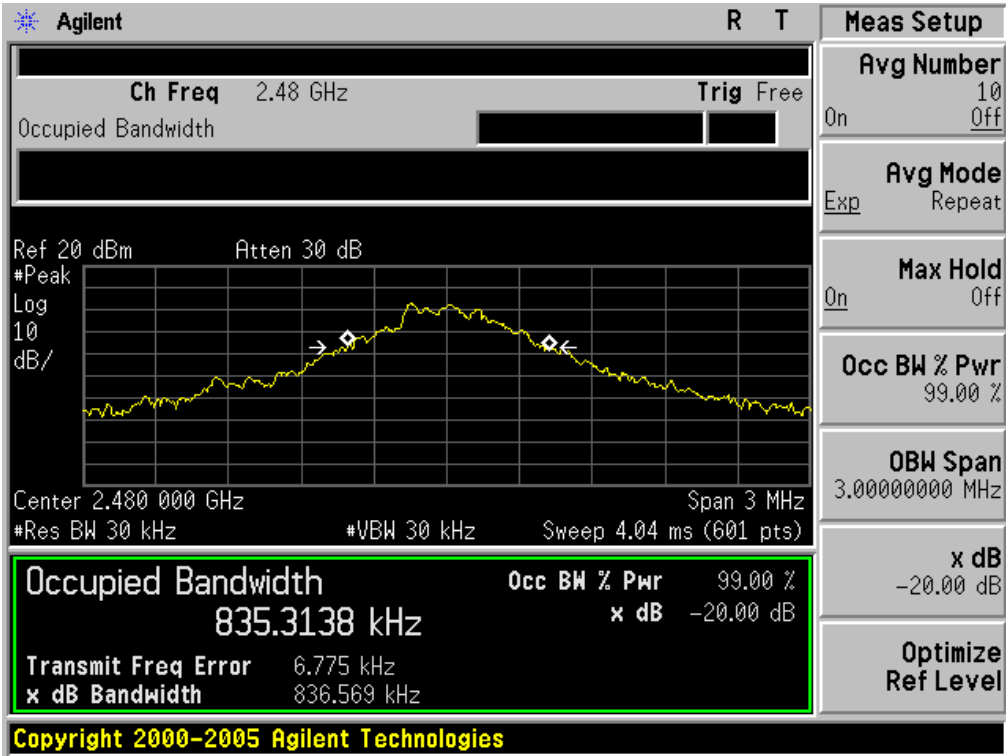 Agilent
R T
Ch Freq 2.48 GHz
Trig Free
Occupied Bandwidth
Ref 20 dBm
Atten 30 dB
#Peak
Log
10
dB/
Center 2.480 000 GHz
Span 3 MHz
#Res BW 30 kHz
#VBW 30 kHz
Sweep 4.04 ms (601 pts)
Occupied Bandwidth
835.3138 kHz
Occ BW % Pwr 99.00 %
x dB -20.00 dB
Transmit Freq Error 6.775 kHz
x dB Bandwidth 836.569 kHz
Copyright 2000-2005 Agilent Technologies
Meas Setup
Avg Number
10
On Off
Avg Mode
Exp Repeat
Max Hold
On Off
Occ BW % Pwr
99.00 %
OBW Span
3.00000000 MHz
x dB
-20.00 dB
Optimize
Ref Level